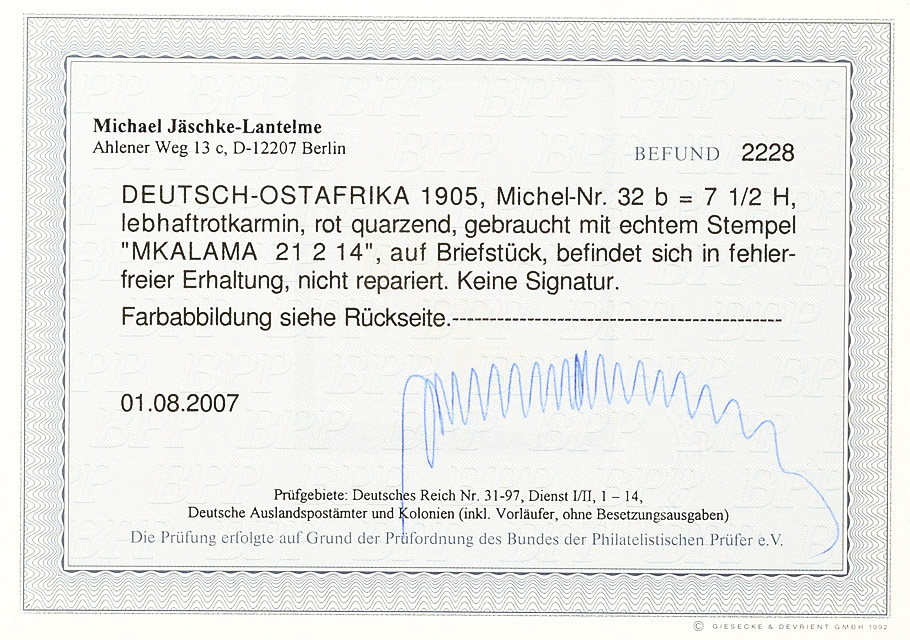 Michael Jäschke-Lantelme
Ahlener Weg 13 c, D-12207 Berlin
BEFUND 2228
DEUTSCH-OSTAFRIKA 1905, Michel-Nr. 32 b = 7 1/2 H,
lebhaftrotkarmin, rot quarzend, gebraucht mit echtem Stempel
"MKALAMA 21 2 14", auf Briefstück, befindet sich in fehler-
freier Erhaltung, nicht repariert. Keine Signatur.
Farbabbildung siehe Rückseite.---------------------------------------------
01.08.2007
Prüfgebiete: Deutsches Reich Nr. 31-97, Dienst I/II, 1 – 14,
Deutsche Auslandspostämter und Kolonien (inkl. Vorläufer, ohne Besetzungsausgaben)
Die Prüfung erfolgte auf Grund der Prüfordnung des Bundes der Philatelistischen Prüfer e.V.
© GIESECKE & DEVRIENT GMBH 1992